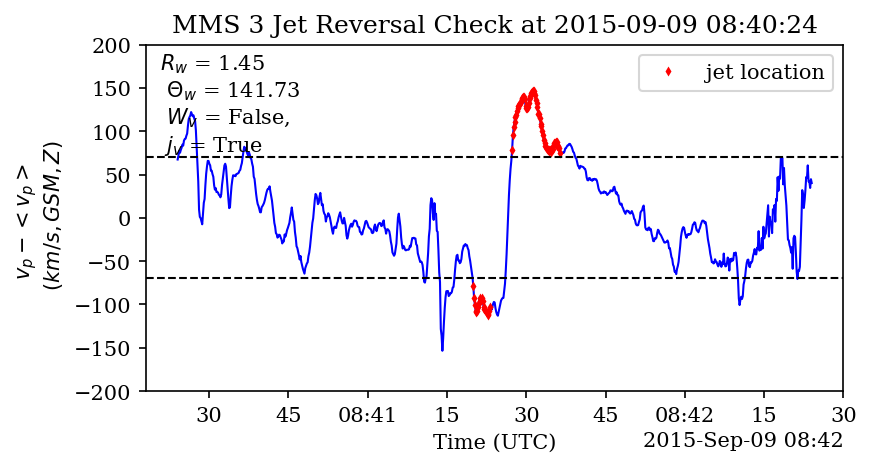 MMS 3 Jet Reversal Check at 2015-09-09 08:40:24
R_w = 1.45
Θ_w = 141.73
W_v = False,
j_v = True
jet location
v_p − <v_p>
(km/s, GSM, Z)
200
150
100
50
0
−50
−100
−150
−200
30 45 08:41 15 30 45 08:42 15 30
Time (UTC)
2015-Sep-09 08:42